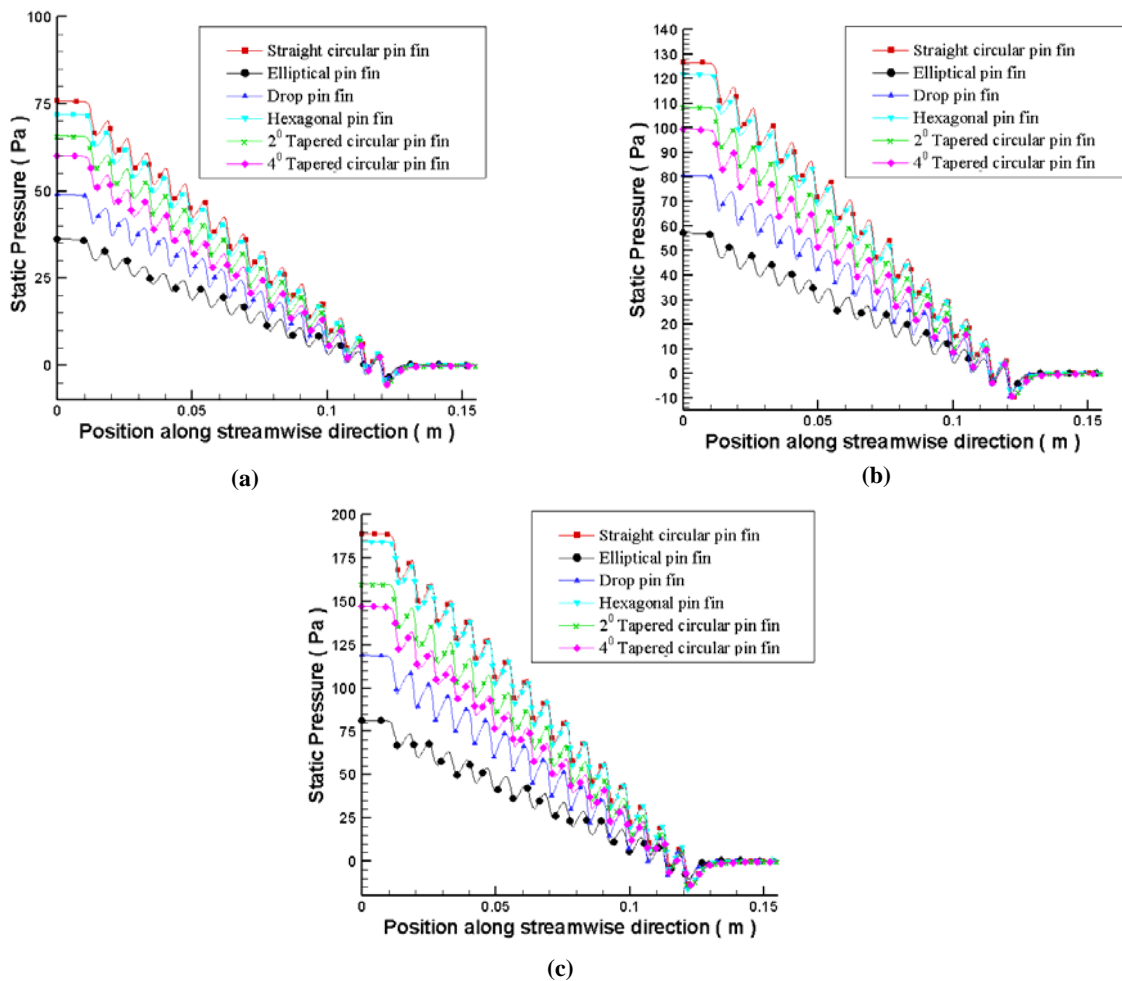 100
75
50
25
0
Static Pressure ( Pa )
Straight circular pin fin
Elliptical pin fin
Drop pin fin
Hexagonal pin fin
2⁰ Tapered circular pin fin
4⁰ Tapered circular pin fin
0 0.05 0.1 0.15
Position along streamwise direction ( m )
(a)
140
130
120
110
100
90
80
70
60
50
40
30
20
10
0
-10
Static Pressure ( Pa )
Straight circular pin fin
Elliptical pin fin
Drop pin fin
Hexagonal pin fin
2⁰ Tapered circular pin fin
4⁰ Tapered circular pin fin
0 0.05 0.1 0.15
Position along streamwise direction ( m )
(b)
200
175
150
125
100
75
50
25
0
Static Pressure ( Pa )
Straight circular pin fin
Elliptical pin fin
Drop pin fin
Hexagonal pin fin
2⁰ Tapered circular pin fin
4⁰ Tapered circular pin fin
0 0.05 0.1 0.15
Position along streamwise direction ( m )
(c)